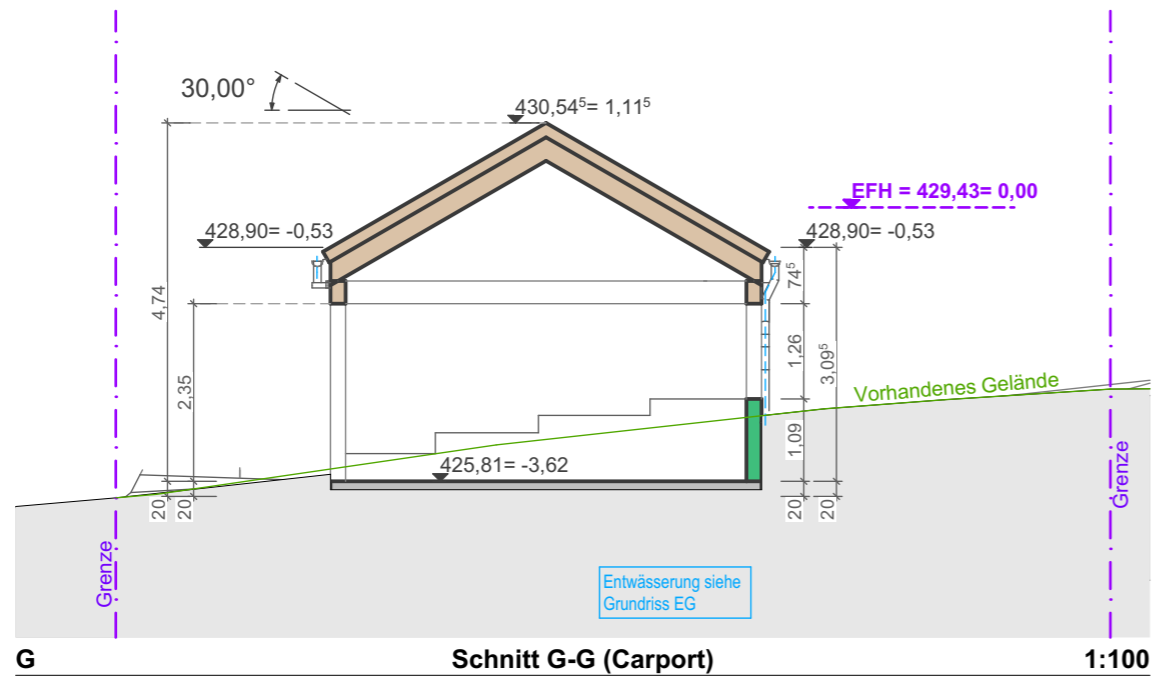 30,00°
430,54⁵= 1,11⁵
EFH = 429,43= 0,00
428,90= -0,53
428,90= -0,53
4,74
2,35
74⁵
1,26
3,09⁵
1,09
Vorhandenes Gelände
425,81= -3,62
20
20
20
20
Grenze
Grenze
Entwässerung siehe
Grundriss EG
G
Schnitt G-G (Carport)
1:100